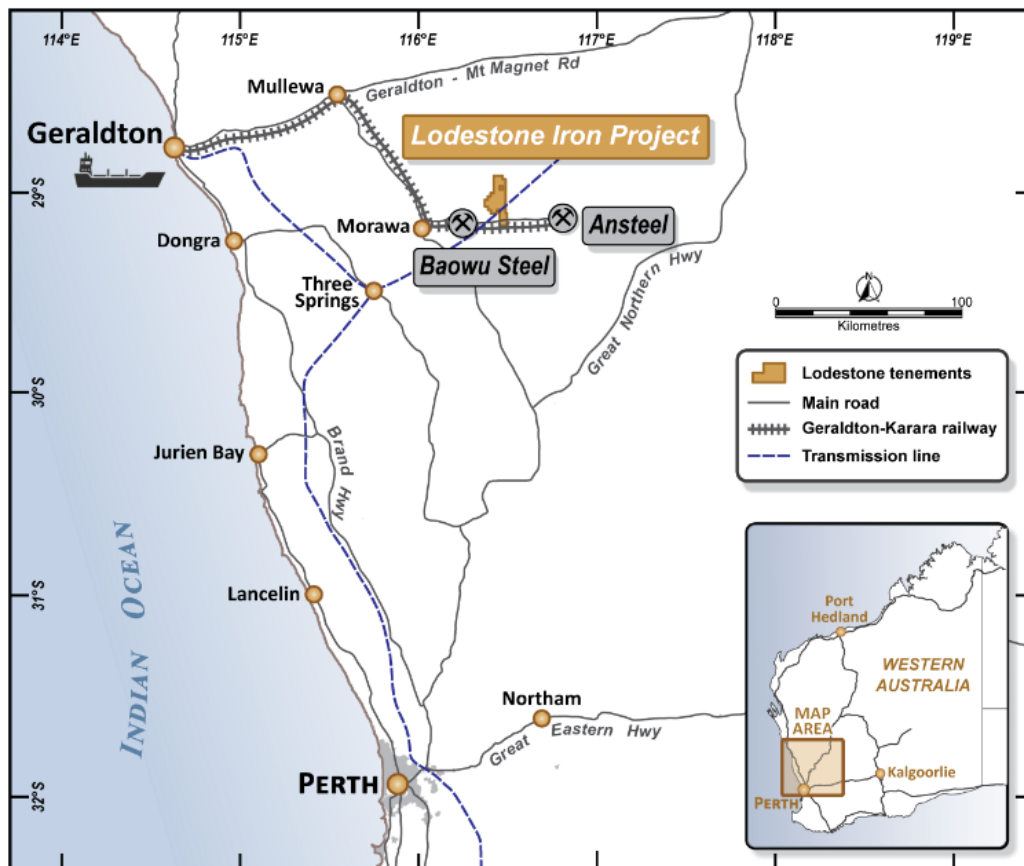 114°E
115°E
116°E
117°E
118°E
119°E
Mullewa
Geraldton - Mt Magnet Rd
Geraldton
Lodestone Iron Project
29°S
Morawa
Ansteel
Dongra
Baowu Steel
Three
Springs
Great Northern Hwy
N
0
100
Kilometres
Lodestone tenements
Main road
Geraldton-Karara railway
Transmission line
30°S
Jurien Bay
Brand Hwy
INDIAN OCEAN
31°S
Lancelin
Port
Hedland
WESTERN
AUSTRALIA
MAP
AREA
Kalgoorlie
PERTH
Northam
Great Eastern Hwy
PERTH
32°S